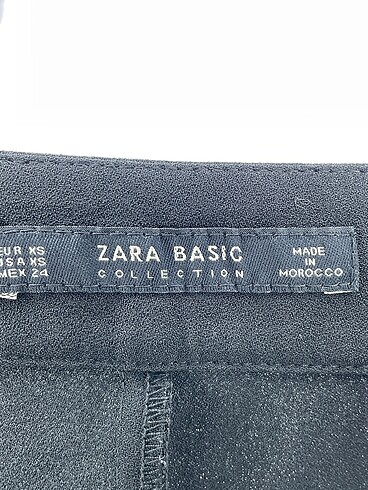 EUR XS
USA XS
MEX 24
ZARA BASIC
COLLECTION
MADE
IN
MOROCCO